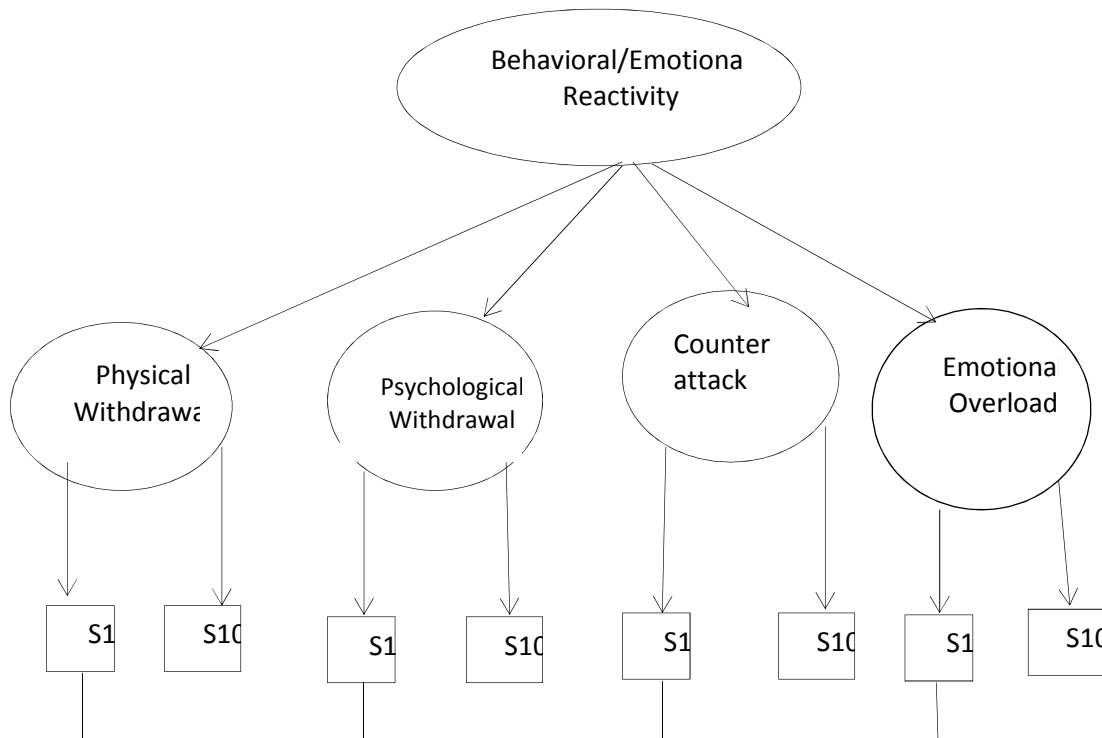 Behavioral/Emotiona
Reactivity
Physical
Withdrawa
Psychological
Withdrawal
Counter
attack
Emotiona
Overload
S1
S10
S1
S10
S1
S10
S1
S10